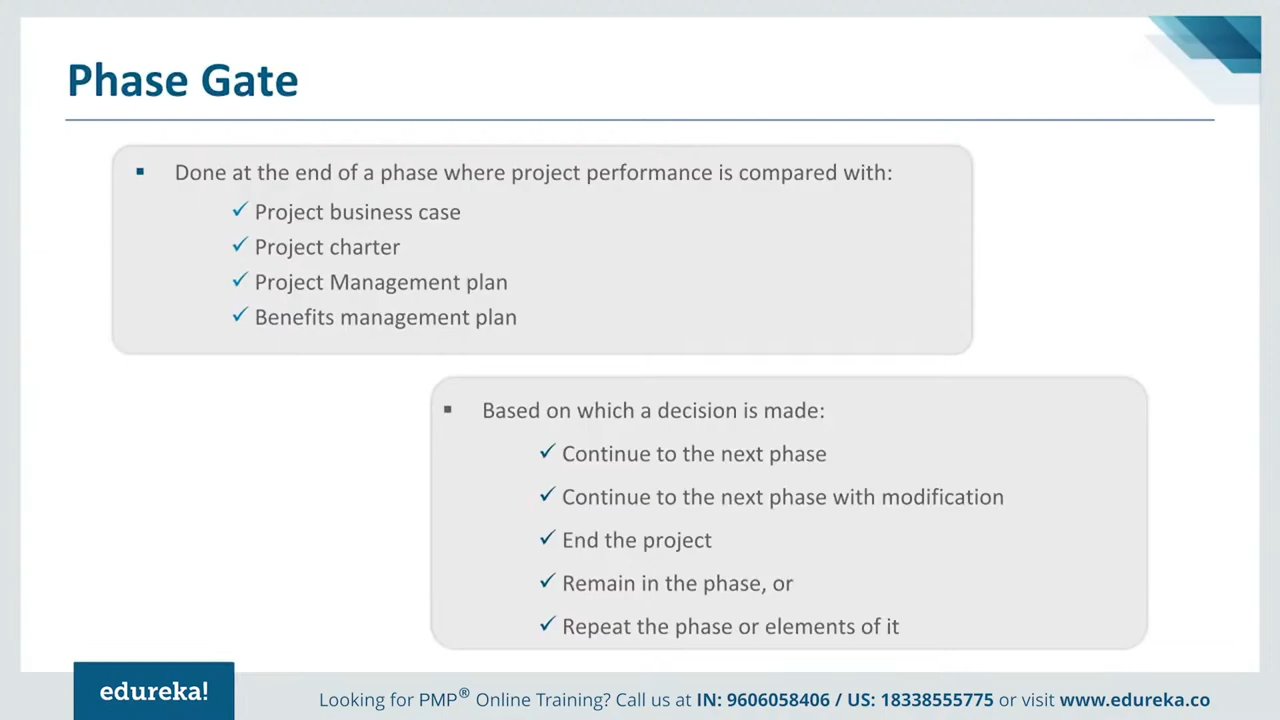 Phase Gate
Done at the end of a phase where project performance is compared with:
Project business case
Project charter
Project Management plan
Benefits management plan
Based on which a decision is made:
Continue to the next phase
Continue to the next phase with modification
End the project
Remain in the phase, or
Repeat the phase or elements of it
edureka!
Looking for PMP® Online Training? Call us at IN: 9606058406 / US: 18338555775 or visit www.edureka.co